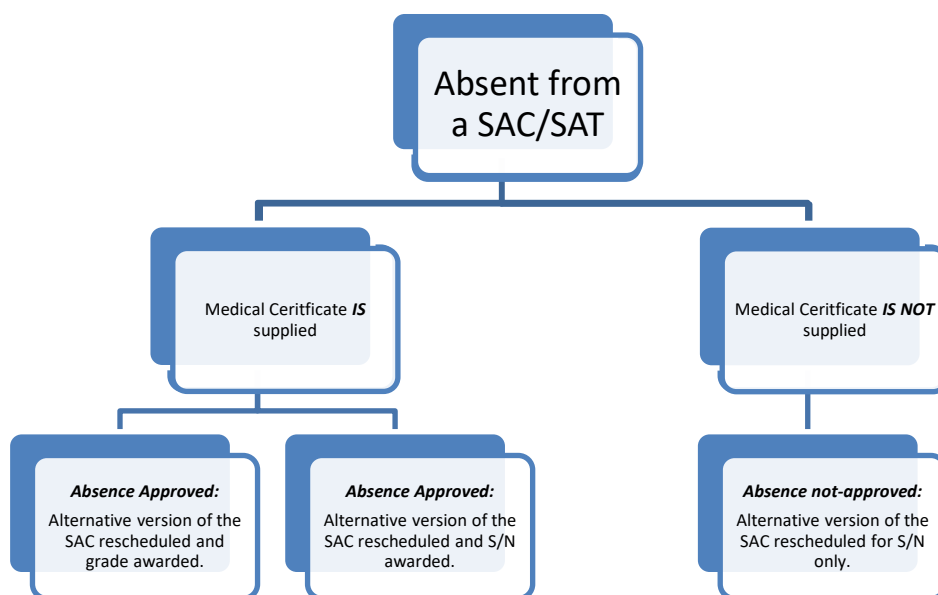 Absent from
a SAC/SAT
Medical Ceritficate IS
supplied
Medical Ceritficate IS NOT
supplied
Absence Approved:
Alternative version of the
SAC rescheduled and
grade awarded.
Absence Approved:
Alternative version of the
SAC rescheduled and S/N
awarded.
Absence not-approved:
Alternative version of the
SAC rescheduled for S/N
only.